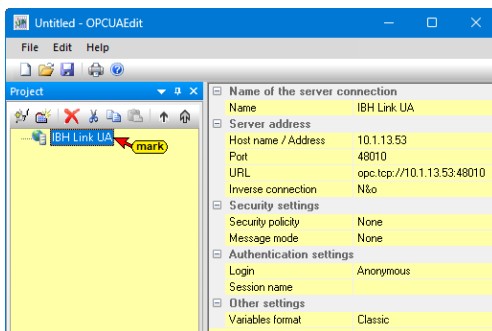 Untitled - OPCUAEdit
File Edit Help
Project
IBH Link UA
mark
Name of the server connection
Name IBH Link UA
Server address
Host name / Address 10.1.13.53
Port 48010
URL opc.tcp://10.1.13.53:48010
Inverse connection N&o
Security settings
Security policity None
Message mode None
Authentication settings
Login Anonymous
Session name
Other settings
Variables format Classic